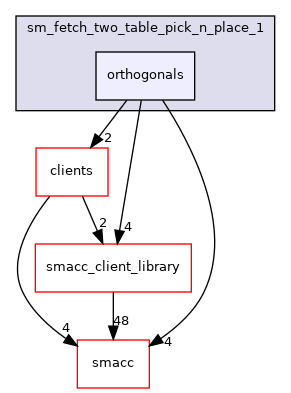 sm_fetch_two_table_pick_n_place_1
orthogonals
2
clients
2
4
smacc_client_library
48
4
4
smacc